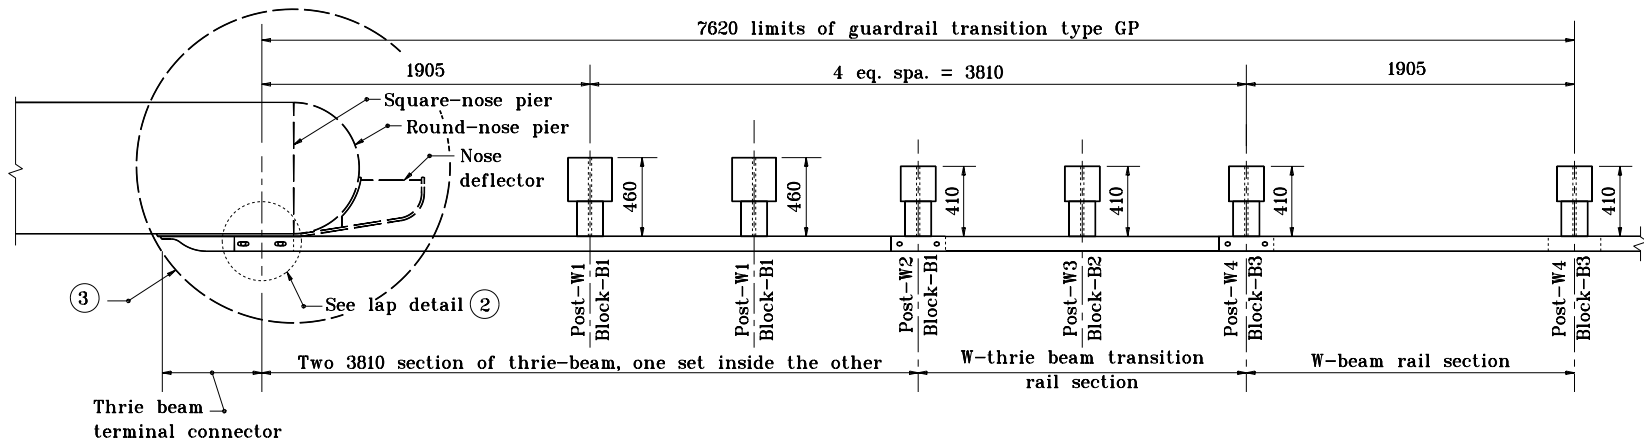 7620 limits of guardrail transition type GP
1905
4 eq. spa. = 3810
1905
Square-nose pier
Round-nose pier
Nose
deflector
460
460
410
410
410
410
3
See lap detail 2
Post-W1
Block-B1
Post-W1
Block-B1
Post-W2
Block-B1
Post-W3
Block-B2
Post-W4
Block-B3
Post-W4
Block-B3
Two 3810 section of thrie-beam, one set inside the other
W-thrie beam transition
rail section
W-beam rail section
Thrie beam
terminal connector